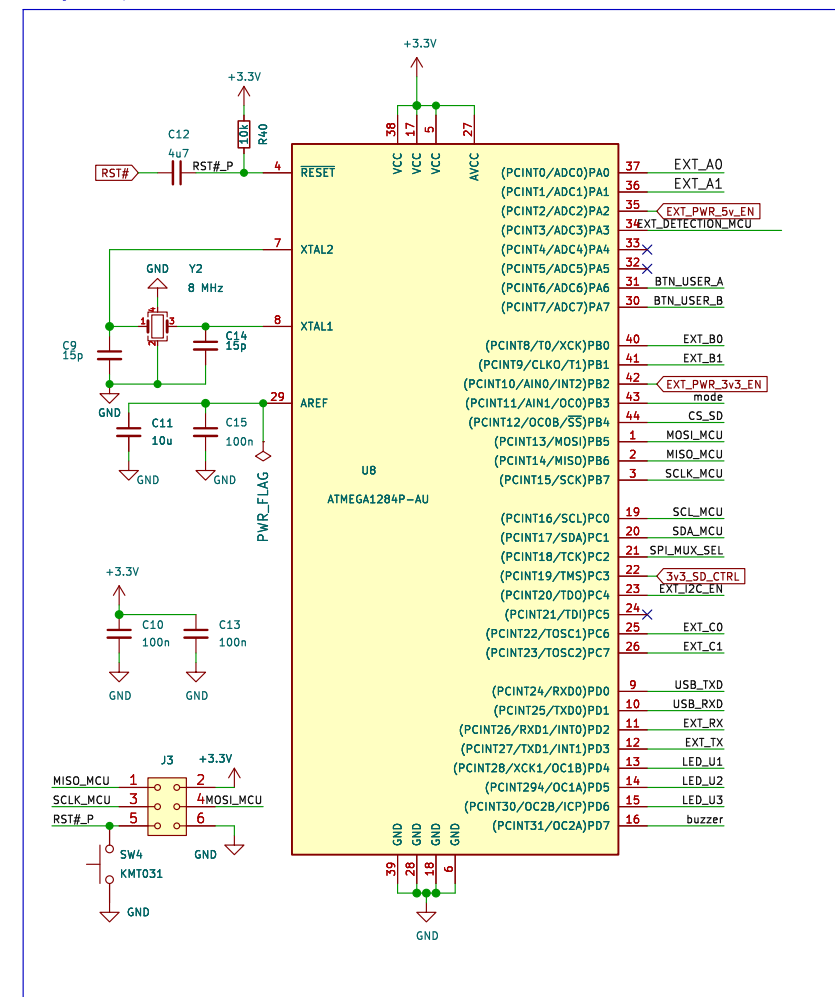 +3.3V
+3.3V
C12
4u7
10k
R40
RST#
RST#_P
4
RESET
38
17
5
27
VCC
VCC
VCC
AVCC
(PCINT0/ADC0)PA0
37
EXT_A0
(PCINT1/ADC1)PA1
36
EXT_A1
(PCINT2/ADC2)PA2
35
EXT_PWR_5v_EN
(PCINT3/ADC3)PA3
34
EXT_DETECTION_MCU
(PCINT4/ADC4)PA4
33
(PCINT5/ADC5)PA5
32
(PCINT6/ADC6)PA6
31
BTN_USER_A
(PCINT7/ADC7)PA7
30
BTN_USER_B
7
XTAL2
GND
Y2
8 MHz
4
1
3
2
8
XTAL1
C9
15p
C14
15p
GND
(PCINT8/T0/XCK)PB0
40
EXT_B0
(PCINT9/CLKO/T1)PB1
41
EXT_B1
(PCINT10/AIN0/INT2)PB2
42
EXT_PWR_3v3_EN
(PCINT11/AIN1/OC0)PB3
43
mode
(PCINT12/OC0B/SS)PB4
44
CS_SD
(PCINT13/MOSI)PB5
1
MOSI_MCU
(PCINT14/MISO)PB6
2
MISO_MCU
(PCINT15/SCK)PB7
3
SCLK_MCU
29
AREF
C11
10u
C15
100n
GND
GND
PWR_FLAG
U8
ATMEGA1284P-AU
(PCINT16/SCL)PC0
19
SCL_MCU
(PCINT17/SDA)PC1
20
SDA_MCU
(PCINT18/TCK)PC2
21
SPI_MUX_SEL
(PCINT19/TMS)PC3
22
3v3_SD_CTRL
(PCINT20/TDO)PC4
23
EXT_I2C_EN
(PCINT21/TDI)PC5
24
(PCINT22/TOSC1)PC6
25
EXT_C0
(PCINT23/TOSC2)PC7
26
EXT_C1
+3.3V
C10
100n
C13
100n
GND
GND
(PCINT24/RXD0)PD0
9
USB_TXD
(PCINT25/TXD0)PD1
10
USB_RXD
(PCINT26/RXD1/INT0)PD2
11
EXT_RX
(PCINT27/TXD1/INT1)PD3
12
EXT_TX
(PCINT28/XCK1/OC1B)PD4
13
LED_U1
(PCINT294/OC1A)PD5
14
LED_U2
(PCINT30/OC2B/ICP)PD6
15
LED_U3
(PCINT31/OC2A)PD7
16
buzzer
J3
+3.3V
MISO_MCU
1
2
SCLK_MCU
3
4
MOSI_MCU
RST#_P
5
6
GND
SW4
KMT031
GND
GND
GND
GND
GND
39
28
18
6
GND